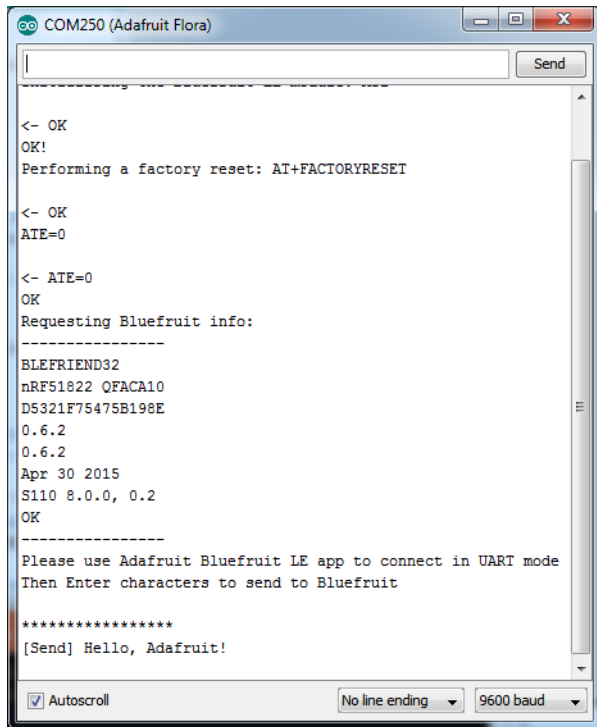 COM250 (Adafruit Flora)
Send
<- OK
OK!
Performing a factory reset: AT+FACTORYRESET
<- OK
ATE=0
<- ATE=0
OK
Requesting Bluefruit info:
----------------
BLEFRIEND32
nRF51822 QFACA10
D5321F75475B198E
0.6.2
0.6.2
Apr 30 2015
S110 8.0.0, 0.2
OK
----------------
Please use Adafruit Bluefruit LE app to connect in UART mode
Then Enter characters to send to Bluefruit
*****************
[Send] Hello, Adafruit!
Autoscroll
No line ending
9600 baud